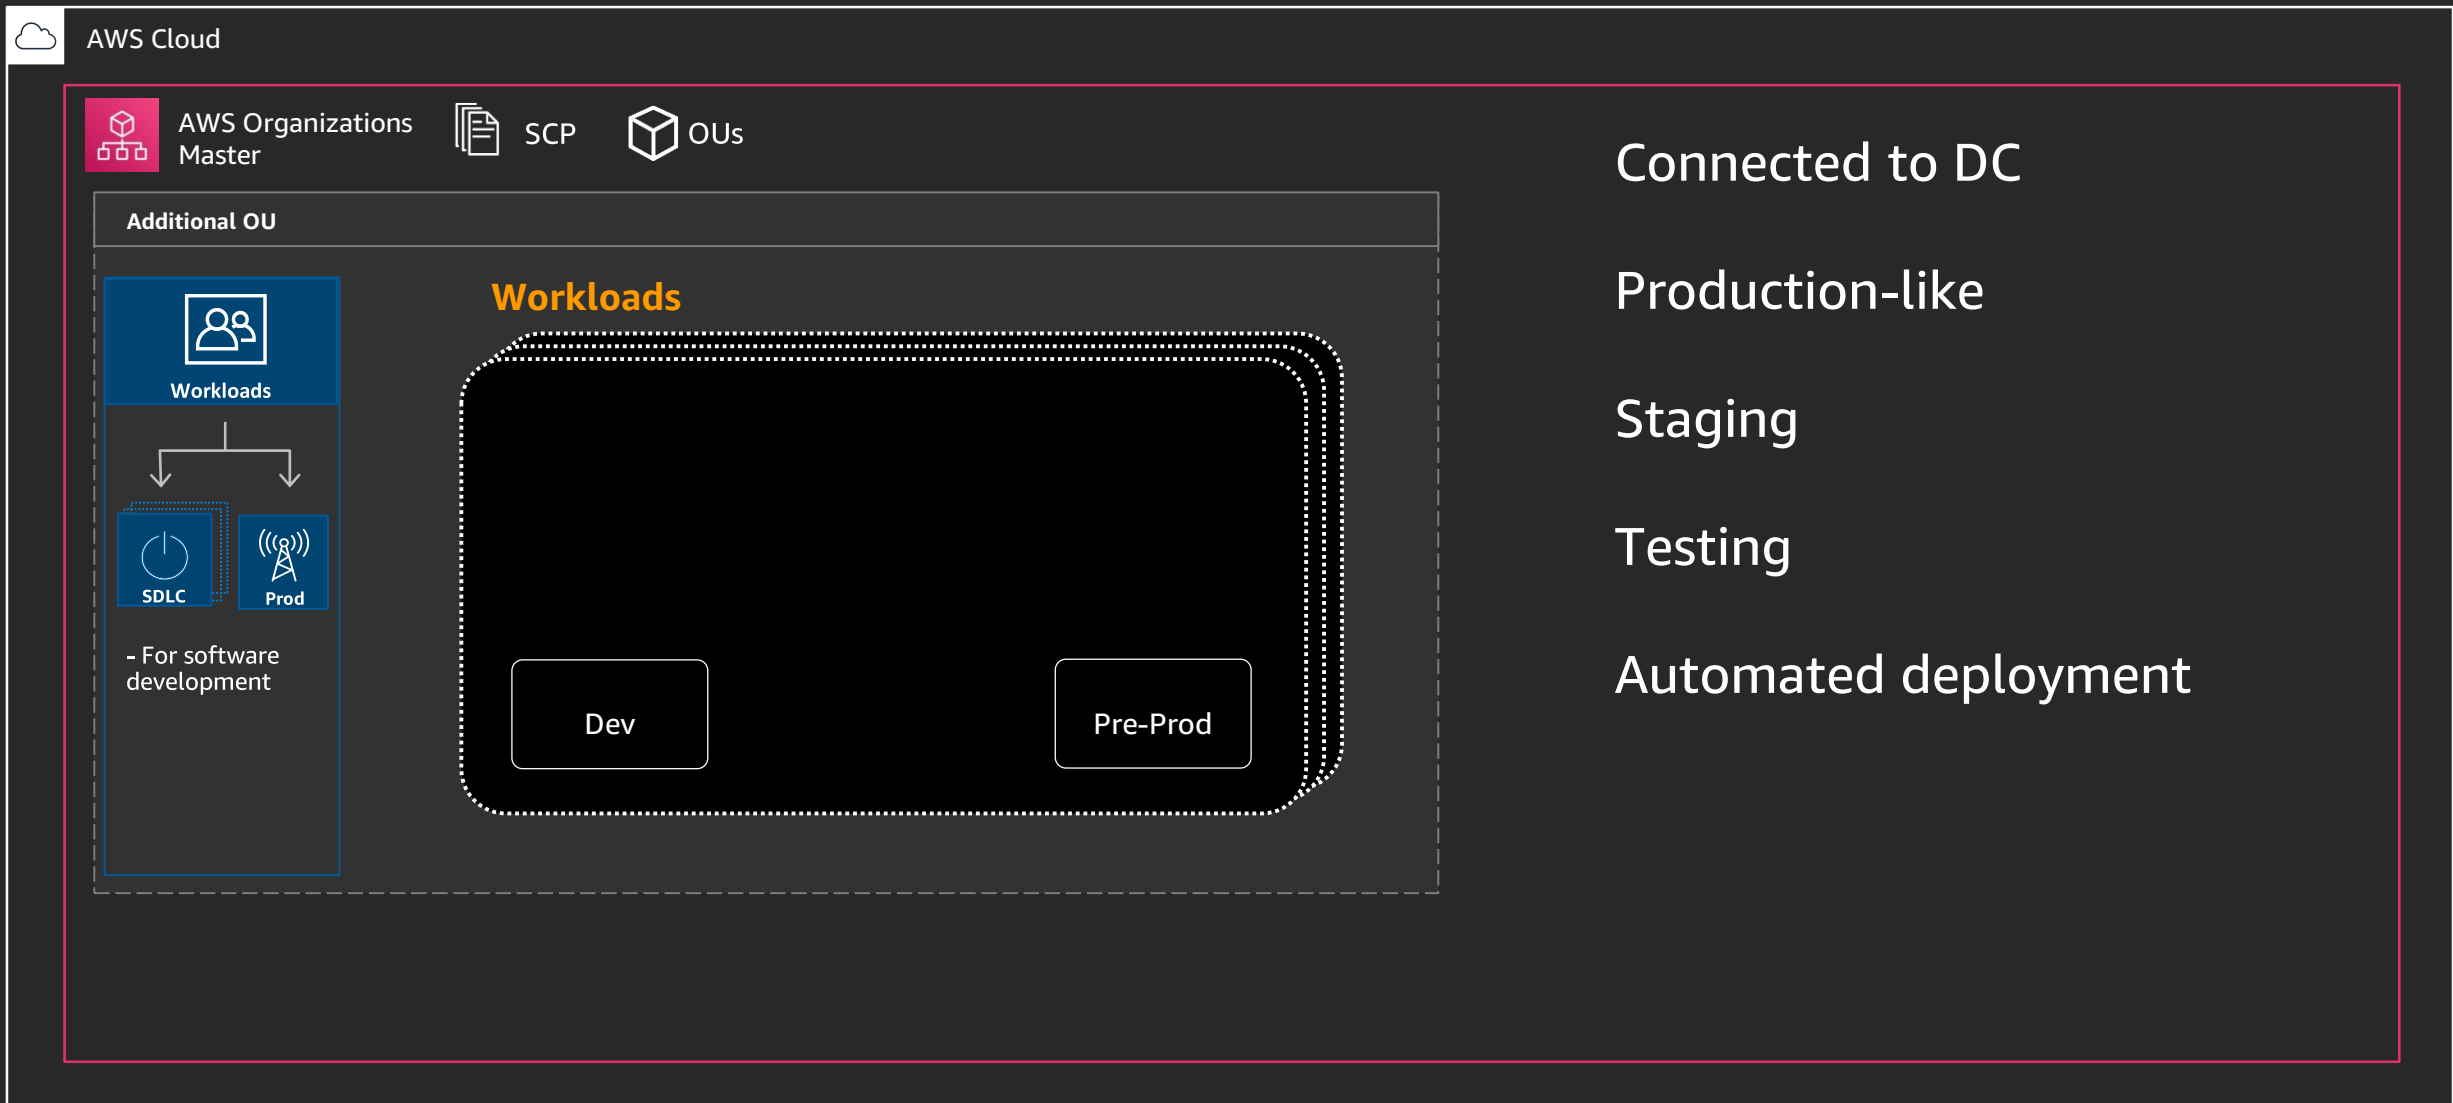 AWS Cloud
AWS Organizations
Master
SCP
OUs
Additional OU
Workloads
SDLC
Prod
- For software
development
Workloads
Dev
Pre-Prod
Connected to DC
Production-like
Staging
Testing
Automated deployment